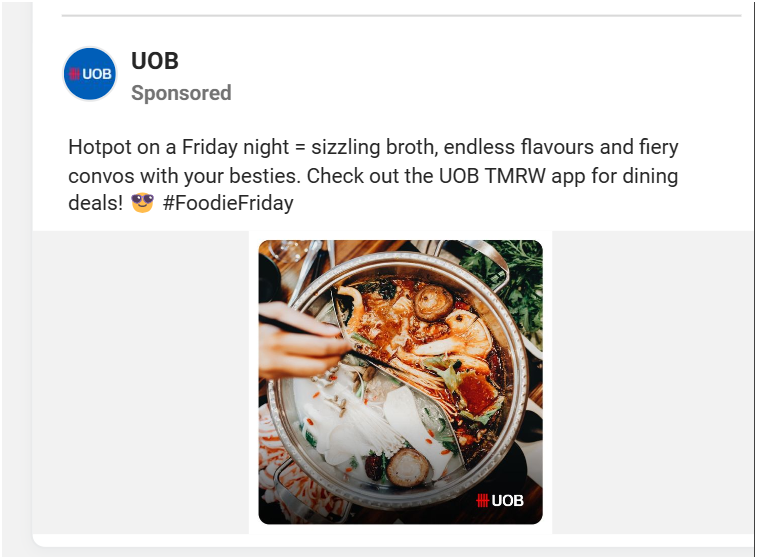 UOB
UOB
Sponsored
Hotpot on a Friday night = sizzling broth, endless flavours and fiery
convos with your besties. Check out the UOB TMRW app for dining
deals! 😎 #FoodieFriday
UOB